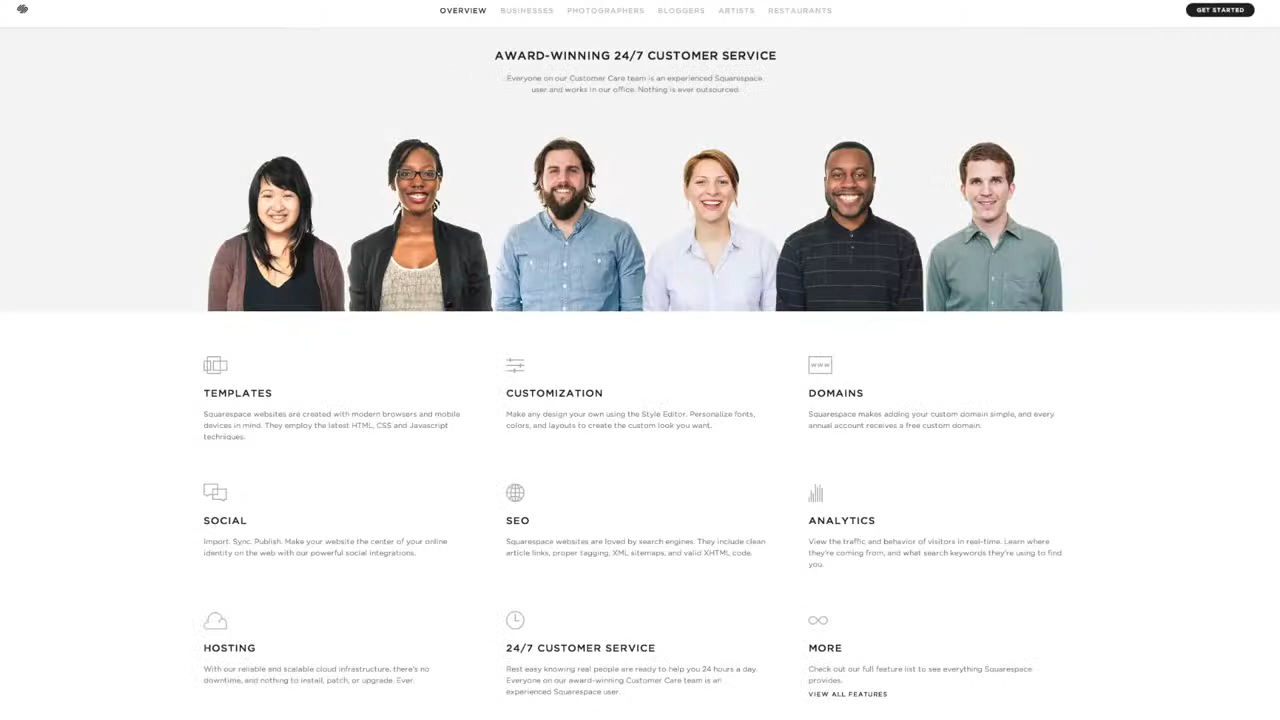 OVERVIEW BUSINESSES PHOTOGRAPHERS BLOGGERS ARTISTS RESTAURANTS GET STARTED
AWARD-WINNING 24/7 CUSTOMER SERVICE
Everyone on our Customer Care team is an experienced Squarespace
user and works in our office. Nothing is ever outsourced.
TEMPLATES
Squarespace websites are created with modern browsers and mobile
devices in mind. They employ the latest HTML, CSS and Javascript
techniques.
CUSTOMIZATION
Make any design your own using the Style Editor. Personalize fonts,
colors, and layouts to create the custom look you want.
WWW
DOMAINS
Squarespace makes adding your custom domain simple, and every
annual account receives a free custom domain.
SOCIAL
Import. Sync. Publish. Make your website the center of your online
identity on the web with our powerful social integrations.
SEO
Squarespace websites are loved by search engines. They include clean
article links, proper tagging, XML sitemaps, and valid XHTML code.
ANALYTICS
View the traffic and behavior of visitors in real-time. Learn where
they're coming from, and what search keywords they're using to find
you.
HOSTING
With our reliable and scalable cloud infrastructure, there's no
downtime, and nothing to install, patch, or upgrade. Ever.
24/7 CUSTOMER SERVICE
Rest easy knowing real people are ready to help you 24 hours a day.
Everyone on our award-winning Customer Care team is an
experienced Squarespace user.
MORE
Check out our full feature list to see everything Squarespace
provides.
VIEW ALL FEATURES